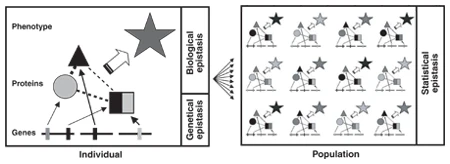 Phenotype
Proteins
Genes
Biological
epistasis
Genetical
epistasis
Individual
Statistical epistasis
Population